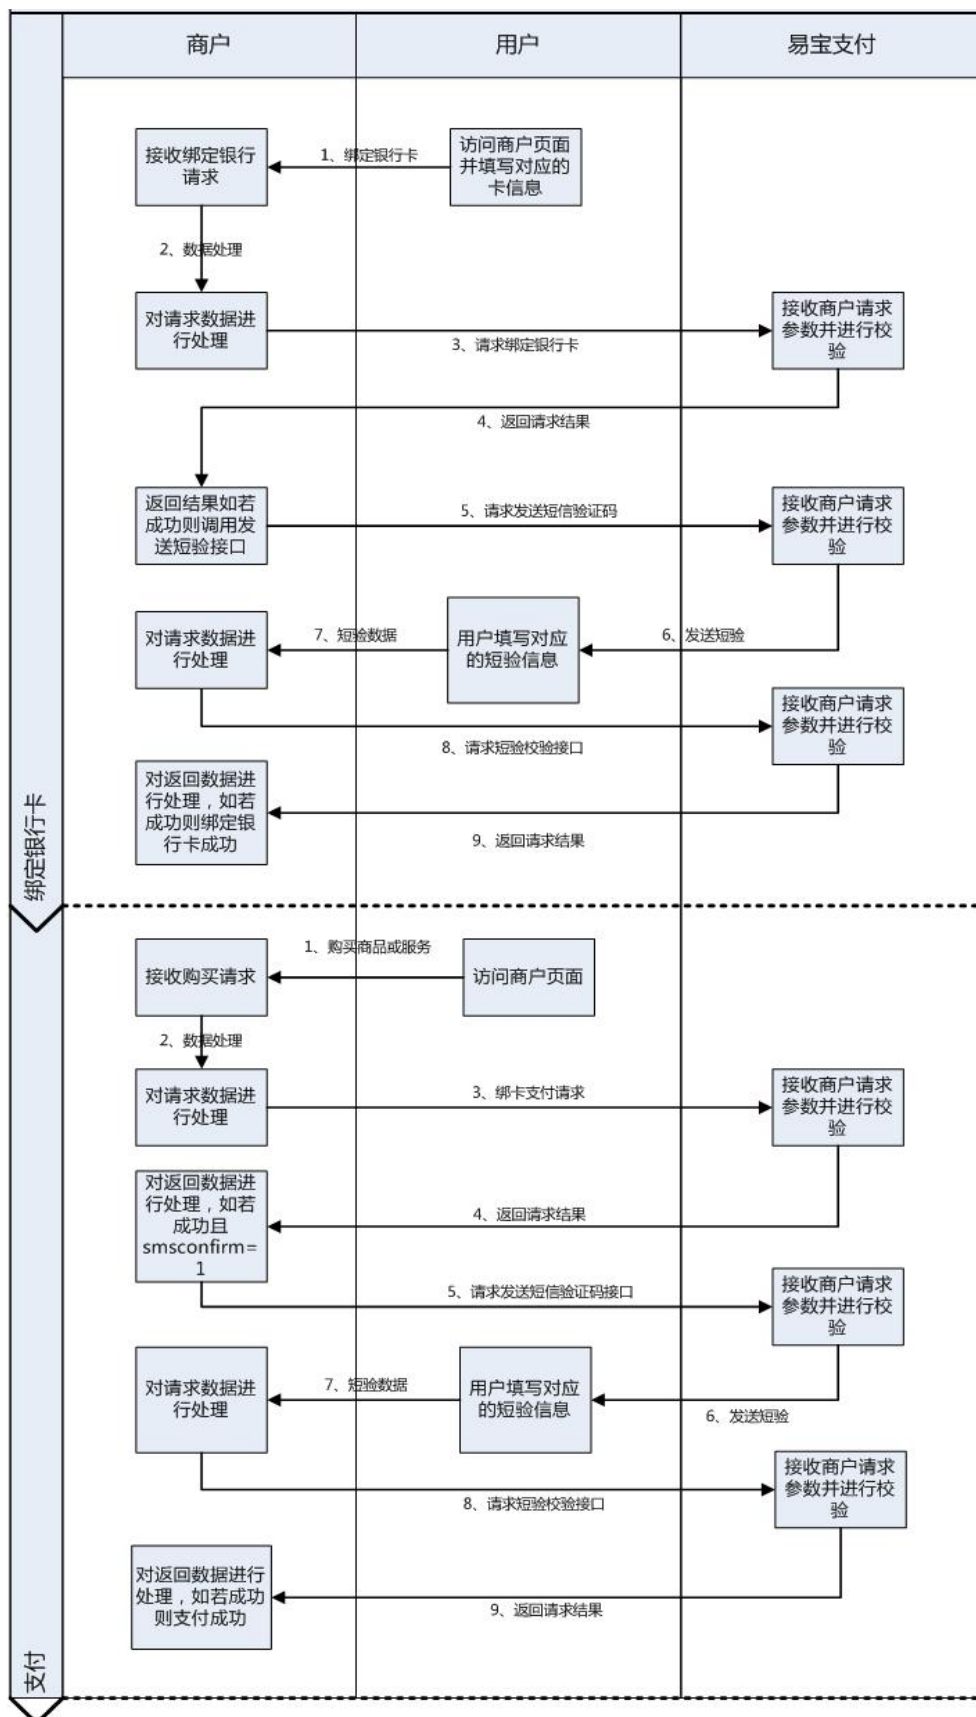 商户
用户
易宝支付
绑定银行卡
接收绑定银行
请求
1、绑定银行卡
访问商户页面
并填写对应的
卡信息
2、数据处理
对请求数据进
行处理
3、请求绑定银行卡
接收商户请求
参数并进行校
验
4、返回请求结果
返回结果如若
成功则调用发
送短验接口
5、请求发送短信验证码
接收商户请求
参数并进行校
验
6、发送短验
用户填写对应
的短验信息
7、短验数据
对请求数据进
行处理
8、请求短验校验接口
接收商户请求
参数并进行校
验
9、返回请求结果
对返回数据进
行处理，如若
成功则绑定银
行卡成功
支付
接收购买请求
1、购买商品或服务
访问商户页面
2、数据处理
对请求数据进
行处理
3、绑卡支付请求
接收商户请求
参数并进行校
验
4、返回请求结果
对返回数据进
行处理，如若
成功且
smsconfirm=
1
5、请求发送短信验证码接口
接收商户请求
参数并进行校
验
6、发送短验
用户填写对应
的短验信息
7、短验数据
对请求数据进
行处理
8、请求短验校验接口
接收商户请求
参数并进行校
验
9、返回请求结果
对返回数据进行
处理，如若成功
则支付成功